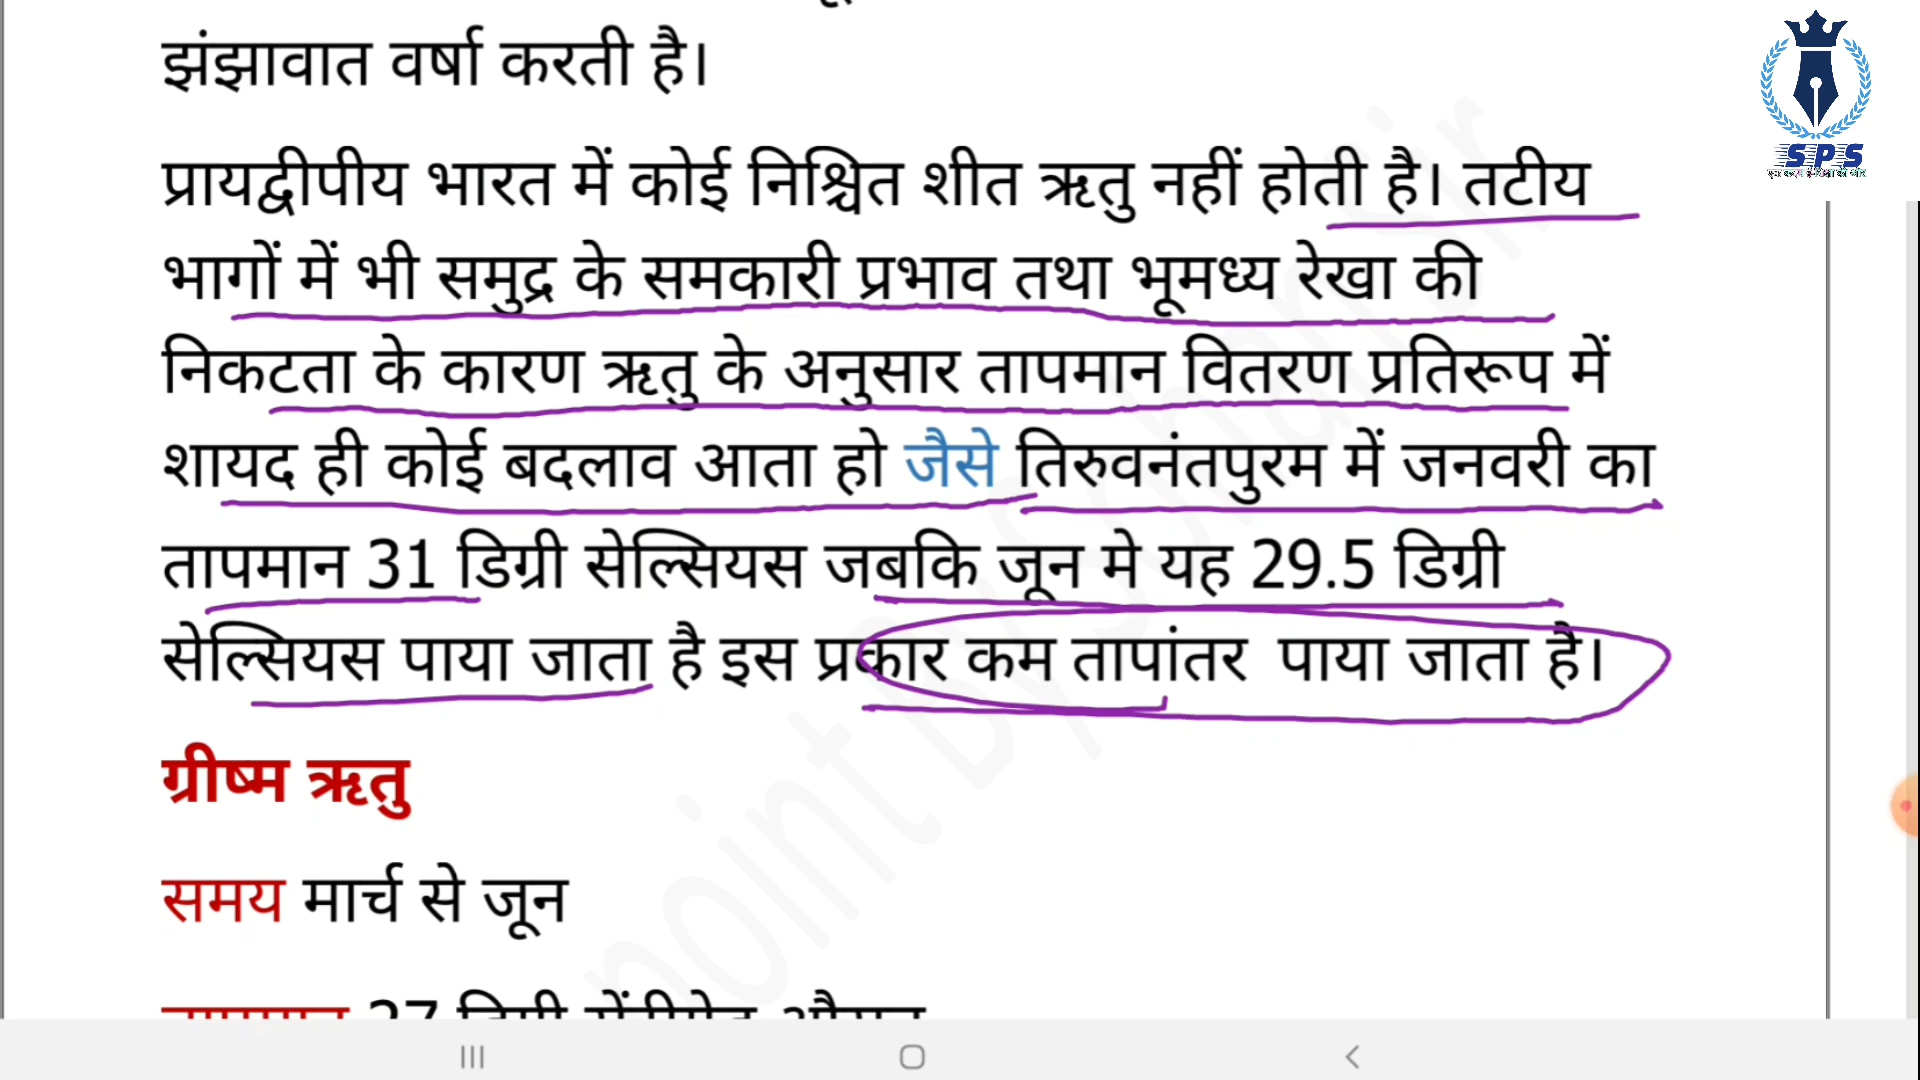 झंझावात वर्षा करती है।
SPS
प्रायद्वीपीय भारत में कोई निश्चित शीत ऋतु नहीं होती है। तटीय
भागों में भी समुद्र के समकारी प्रभाव तथा भूमध्य रेखा की
निकटता के कारण ऋतु के अनुसार तापमान वितरण प्रतिरूप में
शायद ही कोई बदलाव आता हो जैसे तिरुवनंतपुरम में जनवरी का
तापमान 31 डिग्री सेल्सियस जबकि जून मे यह 29.5 डिग्री
सेल्सियस पाया जाता है इस प्रकार कम तापांतर पाया जाता है।
ग्रीष्म ऋतु
समय मार्च से जून
point by